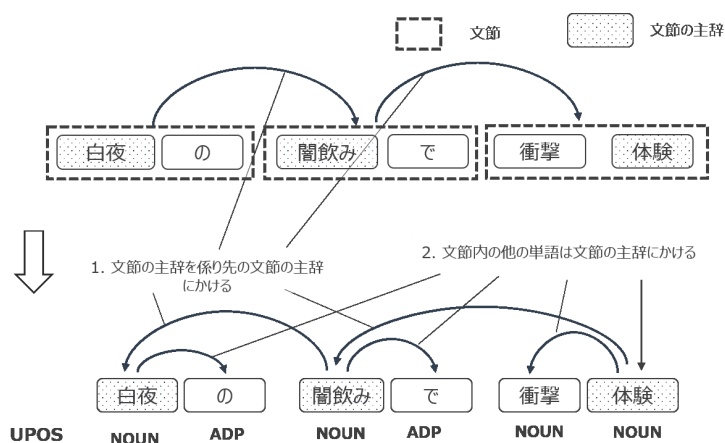 文節
文節の主辞
白夜 の 闇飲み で 衝撃 体験
1. 文節の主辞を係り先の文節の主辞
にかける
2. 文節内の他の単語は文節の主辞にかける
白夜 の 闇飲み で 衝撃 体験
UPOS NOUN ADP NOUN ADP NOUN NOUN